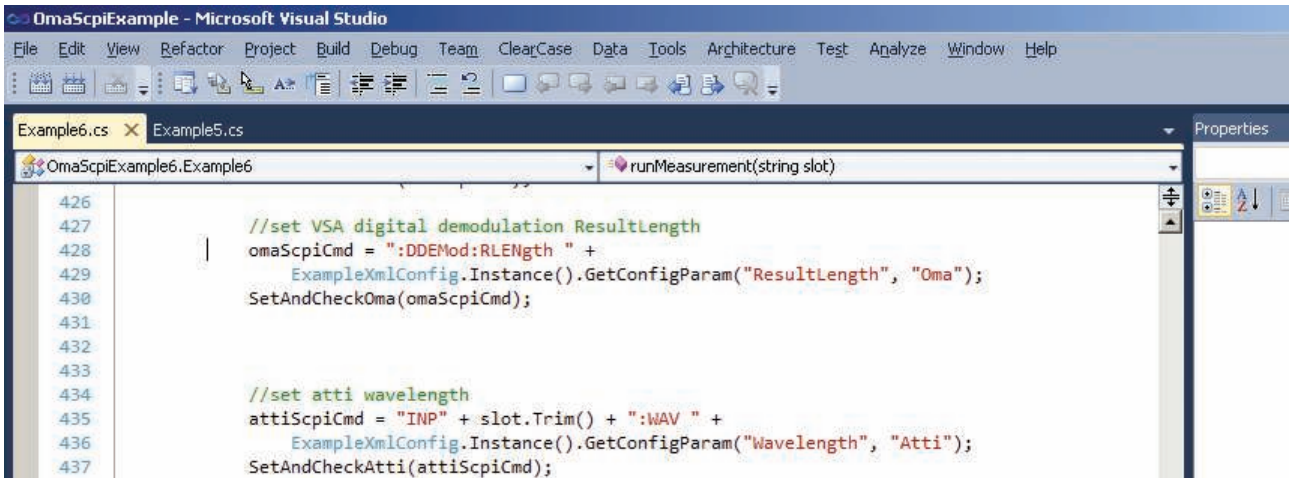 OmaScpiExample - Microsoft Visual Studio
File Edit View Refactor Project Build Debug Team ClearCase Data Tools Architecture Test Analyze Window Help
Example6.cs Example5.cs
Properties
OmaScpiExample6.Example6 runMeasurement(string slot)
426
427 //set VSA digital demodulation ResultLength
428 omaScpiCmd = ":DDEMod:RLENgth " +
429 ExampleXmlConfig.Instance().GetConfigParam("ResultLength", "Oma");
430 SetAndCheckOma(omaScpiCmd);
431
432
433
434 //set atti wavelength
435 attiScpiCmd = "INP" + slot.Trim() + ":WAV " +
436 ExampleXmlConfig.Instance().GetConfigParam("Wavelength", "Atti");
437 SetAndCheckAtti(attiScpiCmd);